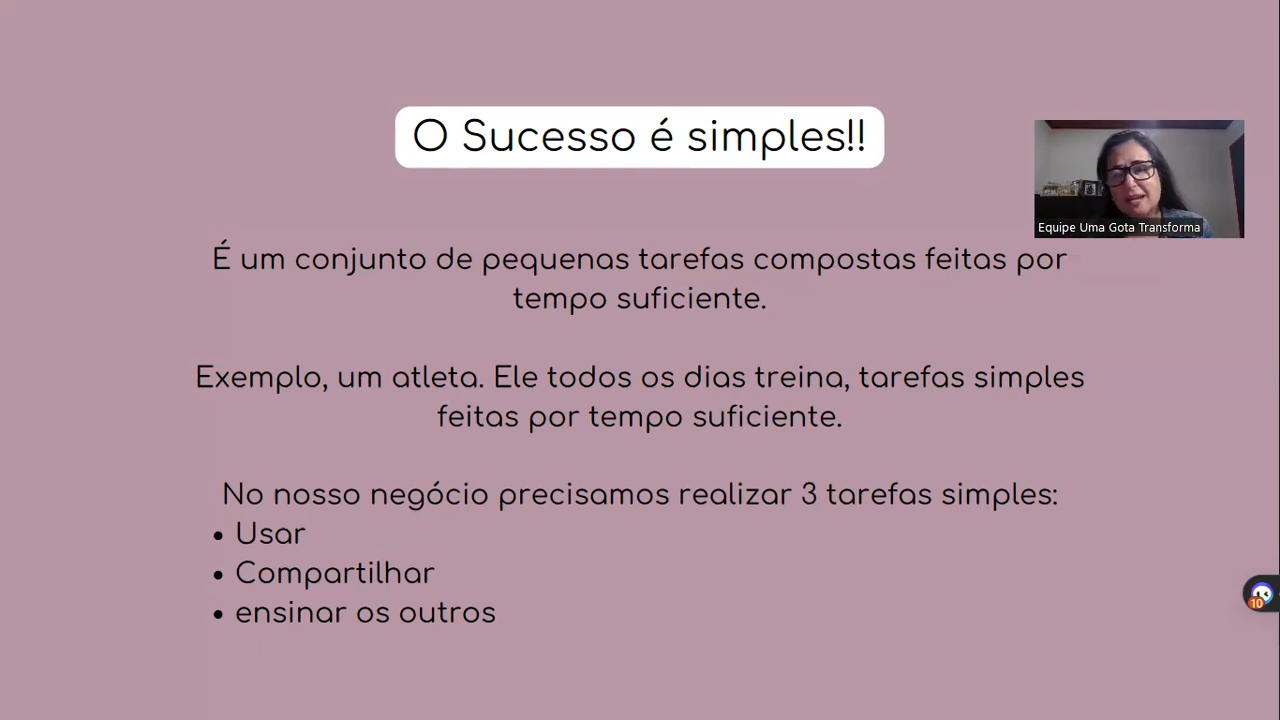 O Sucesso é simples!!
Equipe Uma Gota Transforma
É um conjunto de pequenas tarefas compostas feitas por
tempo suficiente.
Exemplo, um atleta. Ele todos os dias treina, tarefas simples
feitas por tempo suficiente.
No nosso negócio precisamos realizar 3 tarefas simples:
• Usar
• Compartilhar
• ensinar os outros
10